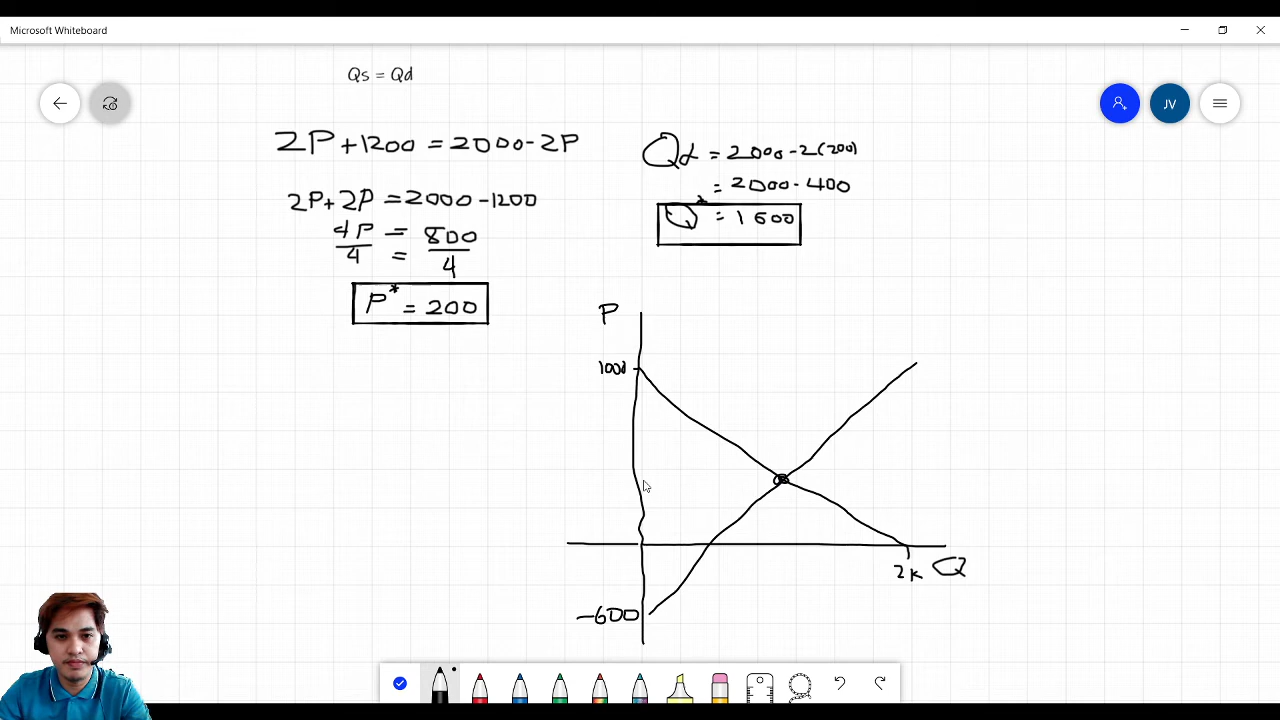 Microsoft Whiteboard
Qs = Qd
JV
2P+1200 = 2000-2P
2P+2P = 2000-1200
4P = 800
4 = 4
P* = 200
Qd = 2000-2(200)
= 2000-400
Q* = 1600
P
1000
2K Q
-600